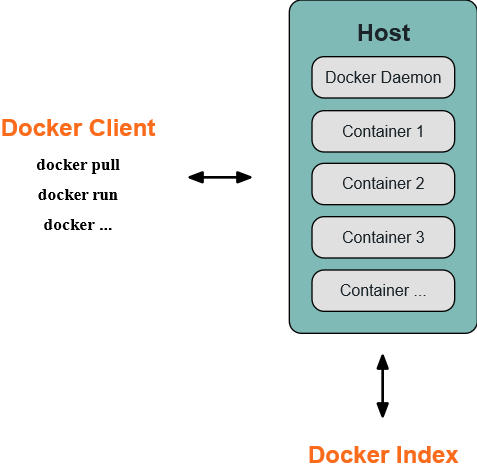 Host
Docker Daemon
Container 1
Container 2
Container 3
Container ...
Docker Client
docker pull
docker run
docker ...
Docker Index